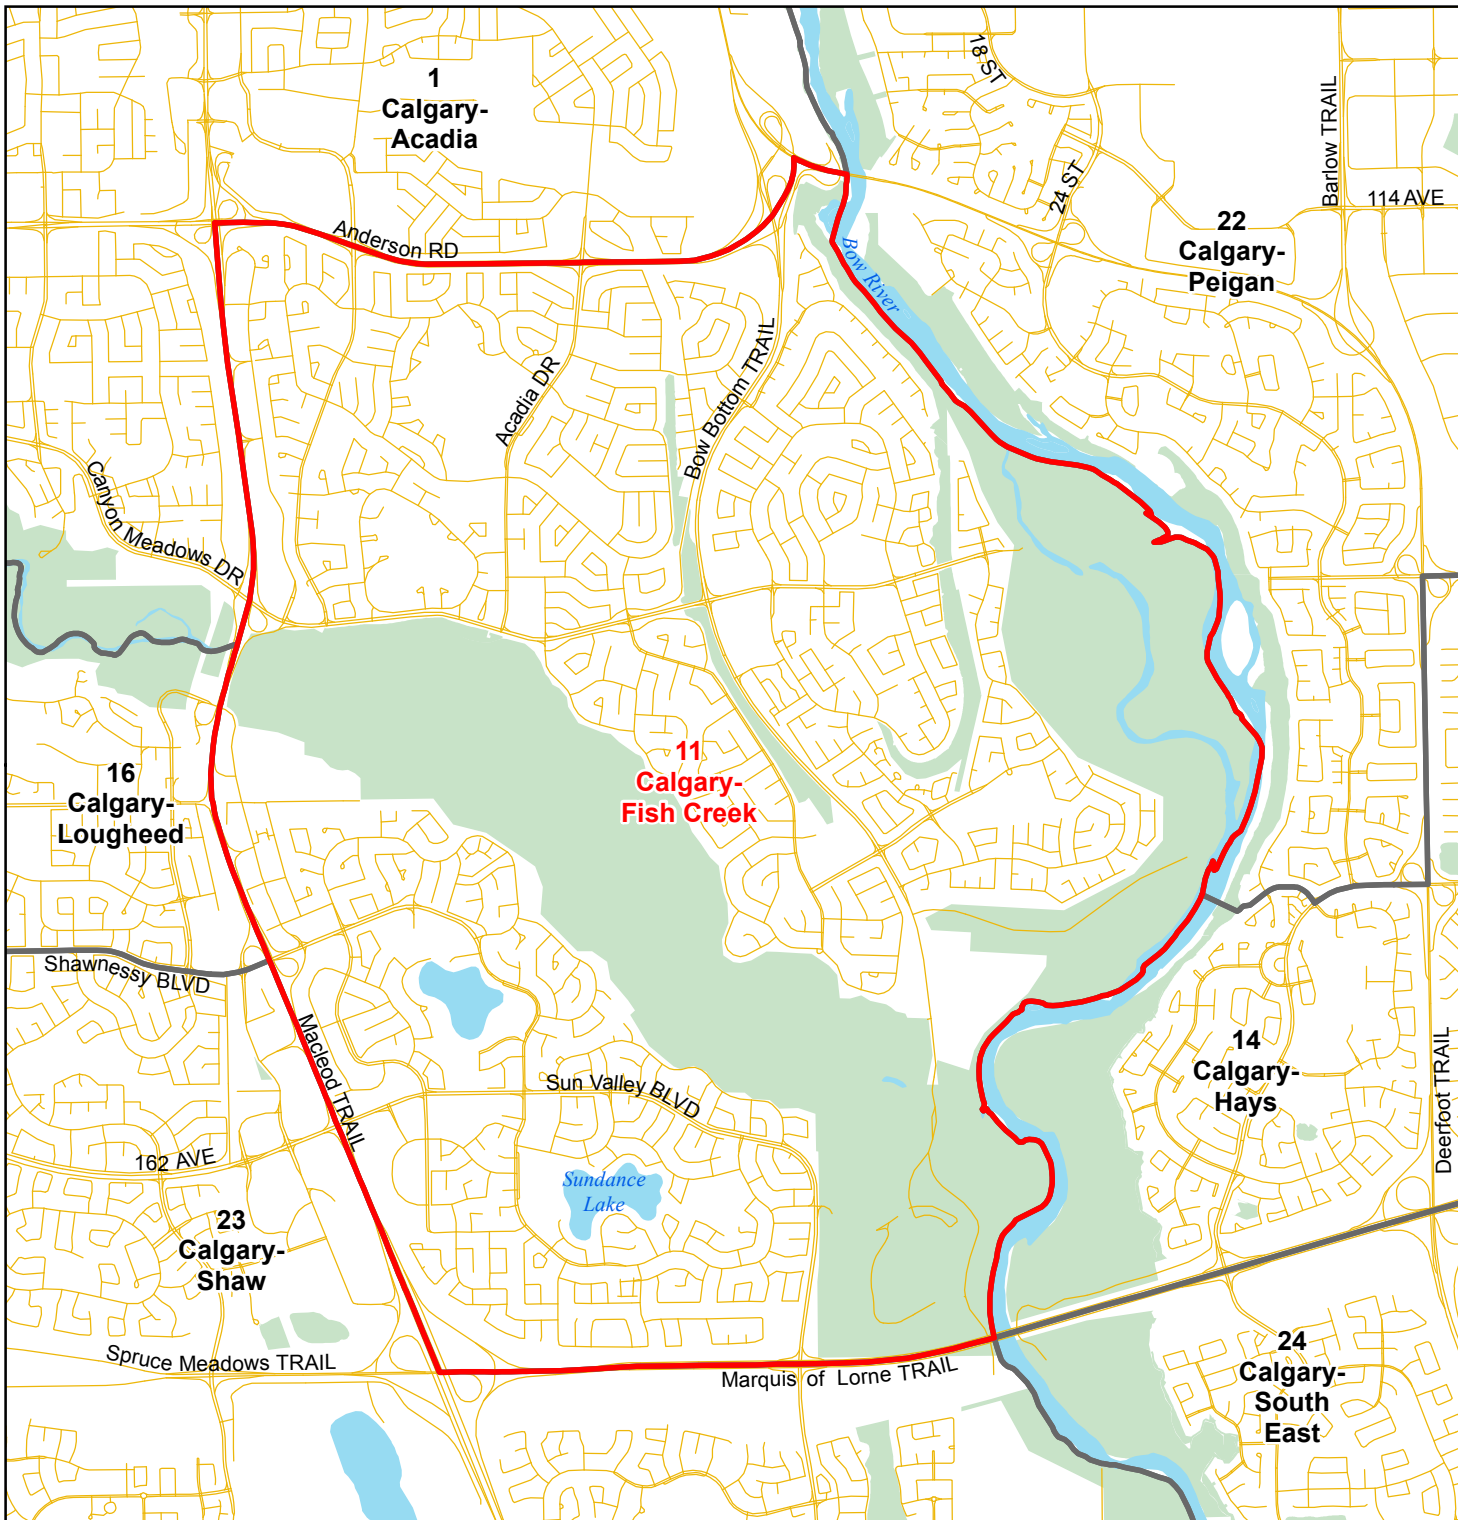 1
Calgary-
Acadia
18 ST
24 ST
Barlow TRAIL
114 AVE
22
Calgary-
Peigan
Anderson RD
Bow River
Acadia DR
Bow Bottom TRAIL
Canyon Meadows DR
11
Calgary-
Fish Creek
16
Calgary-
Lougheed
Shawnessy BLVD
Macleod TRAIL
Sun Valley BLVD
14
Calgary-
Hays
Deerfoot TRAIL
162 AVE
Sundance
Lake
23
Calgary-
Shaw
Spruce Meadows TRAIL
Marquis of Lorne TRAIL
24
Calgary-
South
East